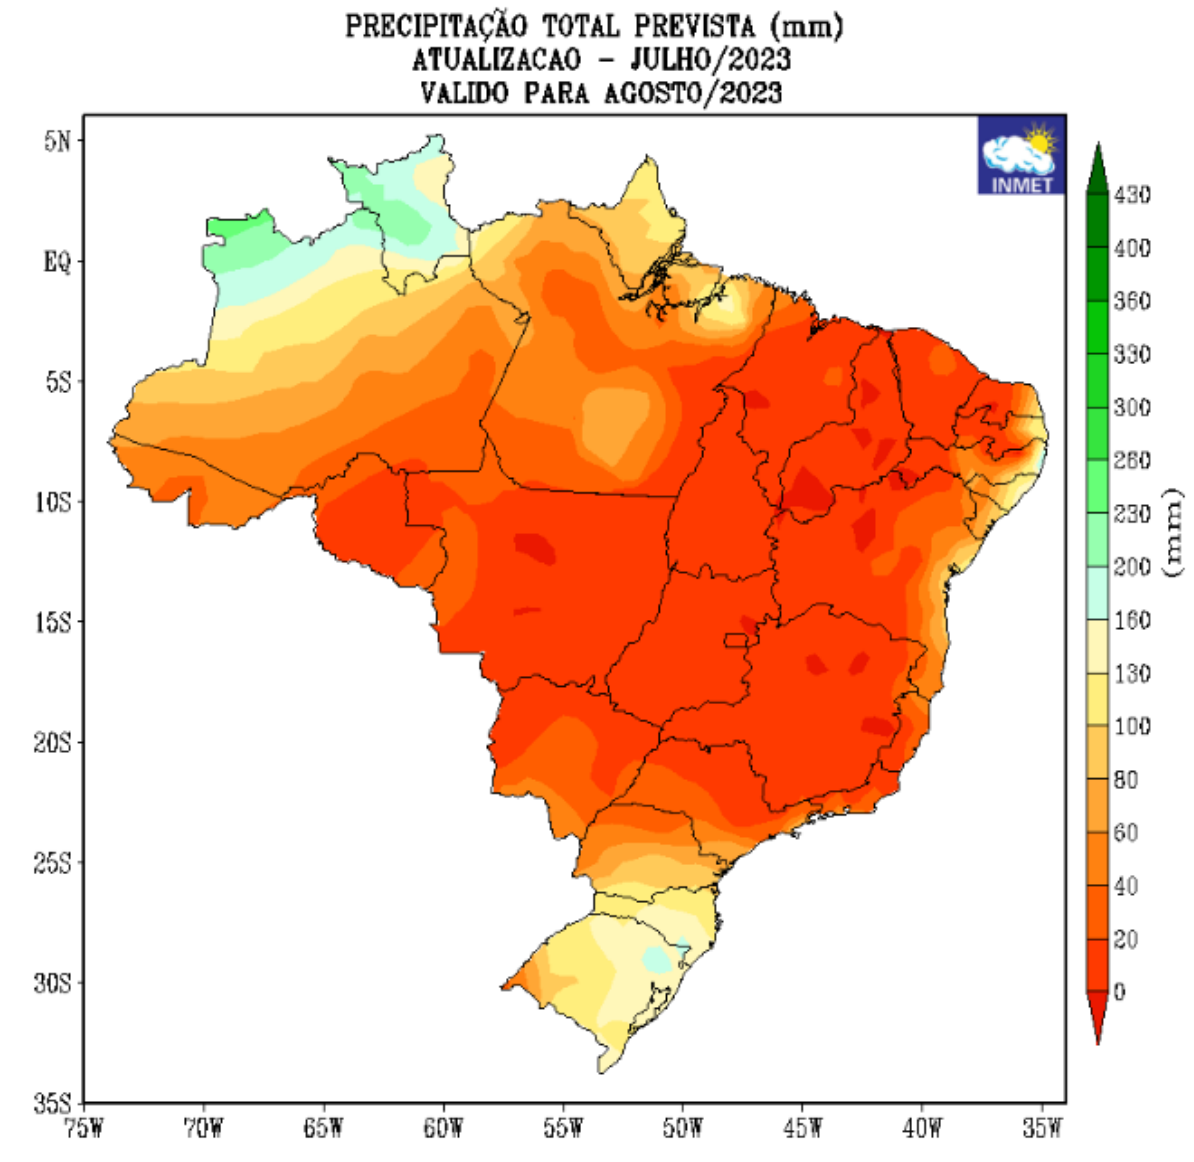 PRECIPITAÇÃO TOTAL PREVISTA (mm)
ATUALIZACAO - JULHO/2023
VALIDO PARA AGOSTO/2023
INMET
5N
EQ
5S
10S
15S
20S
25S
30S
35S
75W 70W 65W 60W 55W 50W 45W 40W 35W
430
400
360
330
300
260
230
200
160
130
100
80
60
40
20
0
(mm)